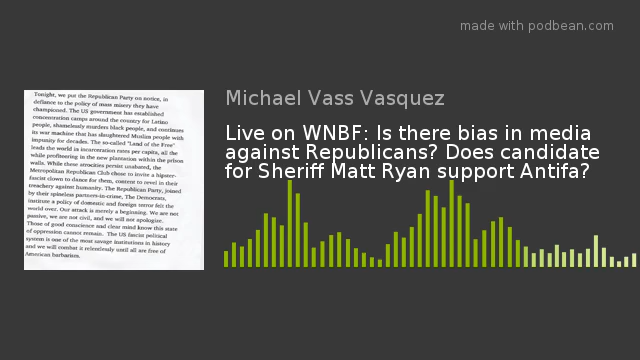 made with podbean.com
Michael Vass Vasquez
Live on WNBF: Is there bias in media
against Republicans? Does candidate
for Sheriff Matt Ryan support Antifa?
Tonight, we put the Republican Party on notice, in
defiance to the policy of mass misery they have
championed. The US government has established
concentration camps around the country for Latino
people, shamelessly murders black people, and continues
its war machine that has slaughtered Muslim people with
impunity for decades. The so-called "Land of the Free"
leads the world in incarceration rates per capita, all the
while profiteering in the new plantation within the prison
walls. While these atrocities persist unabated, the
Metropolitan Republican Club chose to invite a hipster-
fascist clown to dance for them, content to revel in their
treachery against humanity. The Republican Party, joined
by their spineless partners-in-crime, The Democrats,
institute a policy of domestic and foreign terror felt the
world over. Our attack is merely a beginning. We are not
passive, we are not civil, and we will not apologize.
Those of good conscience and clear mind know this state
of oppression cannot remain. The US fascist political
system is one of the most savage institutions in history
and we will combat it relentlessly until all are free of
American barbarism.